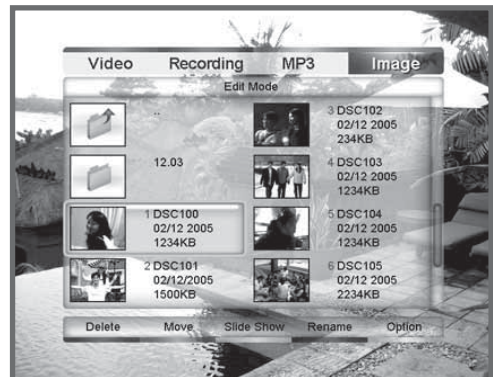 Video Recording MP3 Image
Edit Mode
..
12.03
1 DSC100
02/12 2005
1234KB
2 DSC101
02/12/2005
1500KB
3 DSC102
02/12 2005
234KB
4 DSC103
02/12 2005
1234KB
5 DSC104
02/12 2005
1234KB
6 DSC105
02/12 2005
2234KB
Delete Move Slide Show Rename Option